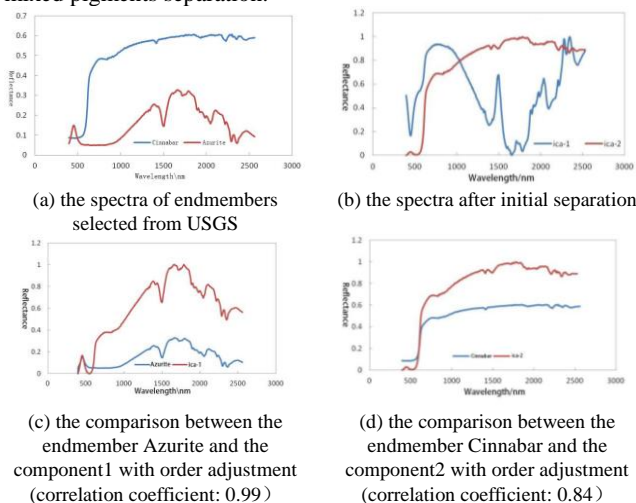 mixed pigments separation.
0.7
0.6
0.5
0.4
0.3
0.2
0.1
0
Reflectance
0 500 1000 1500 2000 2500 3000
Wavelength\nm
Cinnabar Azurite
(a) the spectra of endmembers
selected from USGS
1.2
1
0.8
0.6
0.4
0.2
0
Reflectance
0 500 1000 1500 2000 2500 3000
Wavelength/nm
ica-1 ica-2
(b) the spectra after initial separation
1.2
1
0.8
0.6
0.4
0.2
0
Reflectance
0 500 1000 1500 2000 2500 3000
Wavelength/nm
Azurite ica-1
(c) the comparison between the
endmember Azurite and the
component1 with order adjustment
(correlation coefficient: 0.99）
1.2
1
0.8
0.6
0.4
0.2
0
Reflectance
0 500 1000 1500 2000 2500 3000
Wavelength/nm
Cinnabar ica-2
(d) the comparison between the
endmember Cinnabar and the
component2 with order adjustment
(correlation coefficient: 0.84）